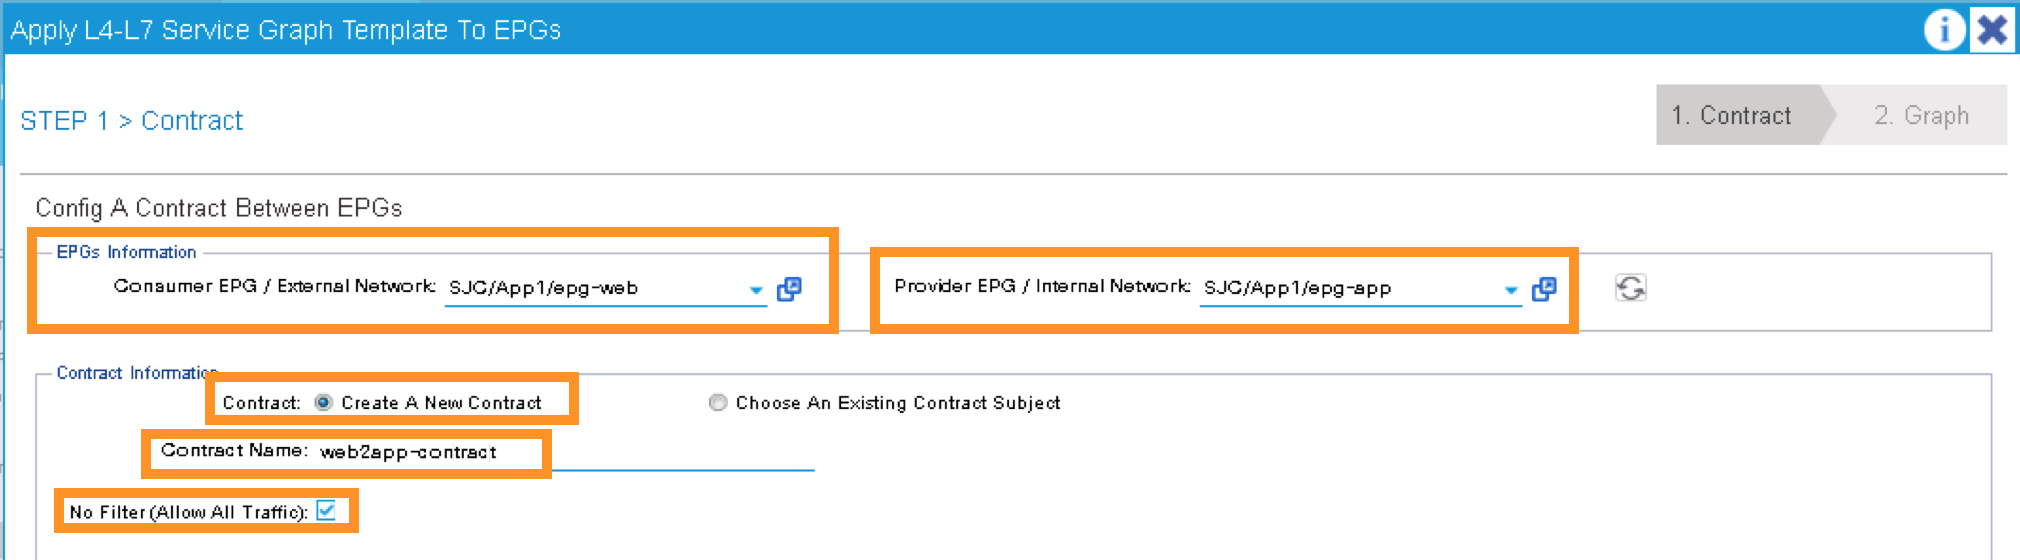 Apply L4-L7 Service Graph Template To EPGs
STEP 1 > Contract
1. Contract
2. Graph
Config A Contract Between EPGs
EPGs Information
Consumer EPG / External Network: SJC/App1/epg-web
Provider EPG / Internal Network: SJC/App1/epg-app
Contract Information
Contract: Create A New Contract
Choose An Existing Contract Subject
Contract Name: web2app-contract
No Filter (Allow All Traffic):